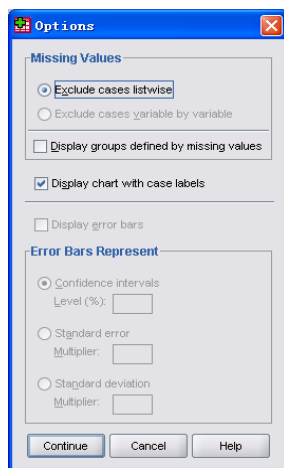 Options
Missing Values
Exclude cases listwise
Exclude cases variable by variable
Display groups defined by missing values
Display chart with case labels
Display error bars
Error Bars Represent
Confidence intervals
Level (%):
Standard error
Multiplier:
Standard deviation
Multiplier:
Continue Cancel Help